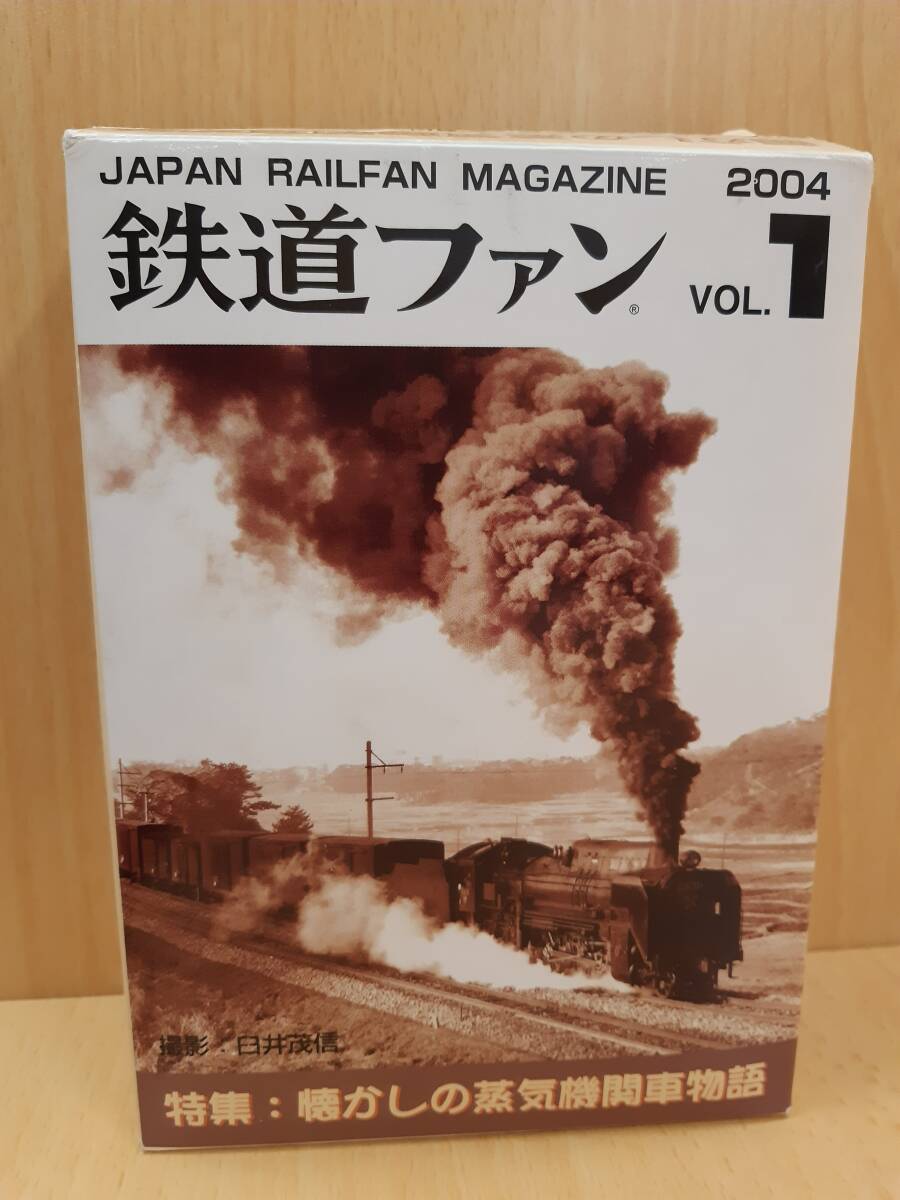 JAPAN RAILFAN MAGAZINE 2004
鉄道ファン® VOL.1
撮影：臼井茂信
特集：懐かしの蒸気機関車物語